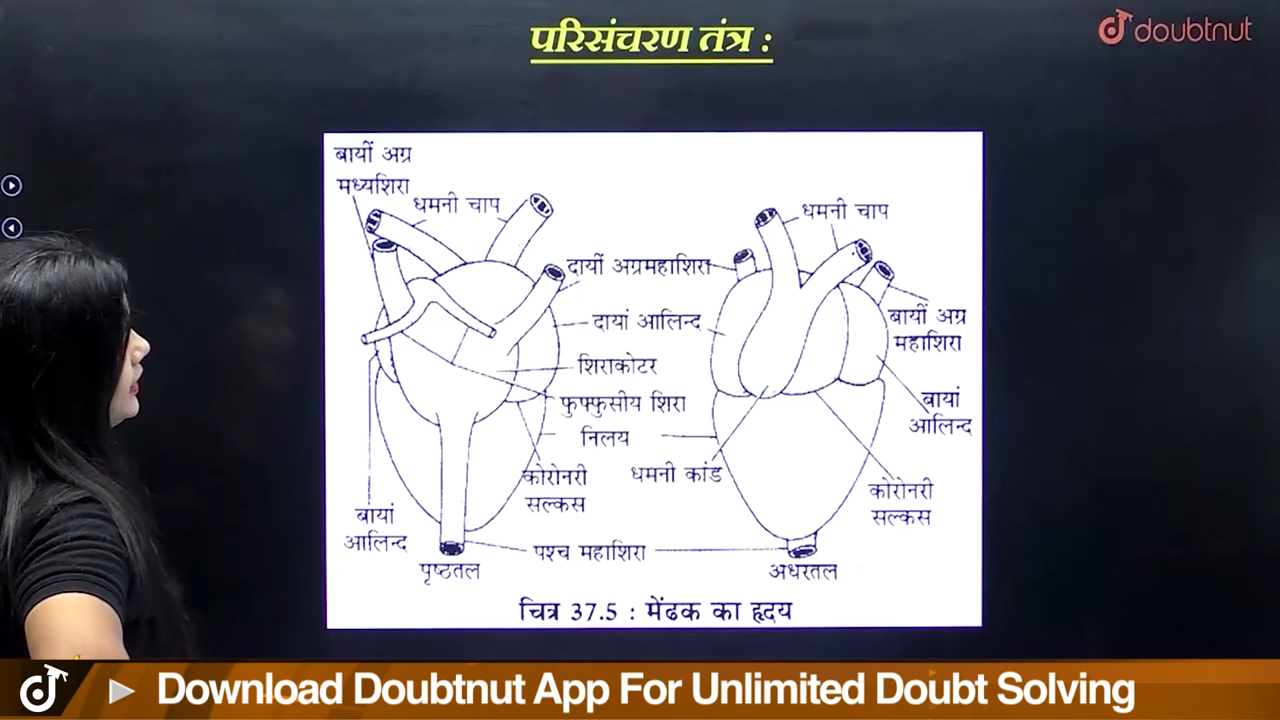 परिसंचरण तंत्र :
doubtnut
बायीं अग्र
मध्यशिरा
धमनी चाप
धमनी चाप
दायीं अग्रमहाशिरा
दायां आलिन्द
बायीं अग्र
महाशिरा
शिराकोटर
फुफ्फुसीय शिरा
बायां
आलिन्द
निलय
धमनी कांड
कोरोनरी
सल्कस
कोरोनरी
सल्कस
बायां
आलिन्द
पश्च महाशिरा
पृष्ठतल
अधरतल
चित्र 37.5 : मेंढक का हृदय
Download Doubtnut App For Unlimited Doubt Solving